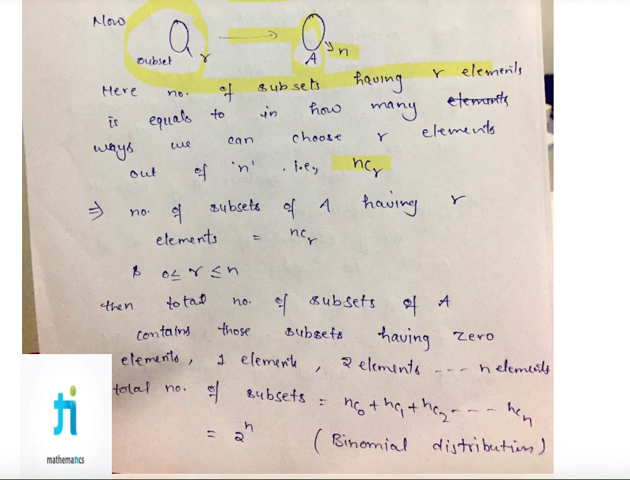 Now
subset r A n
Here no. of subsets having r elements
is equals to in how many elements
ways we can choose r elements
out of 'n' . i.e., nCr
⇒ no. of subsets of A having r
elements = nCr
& 0≤ r ≤ n
then total no. of subsets of A
contains those subsets having zero
elements, 1 element, 2 elements ---- n elements
total no. of subsets = nC0 + nC1 + nC2 ---- nCn
= 2^n (Binomial distribution)
mathematics